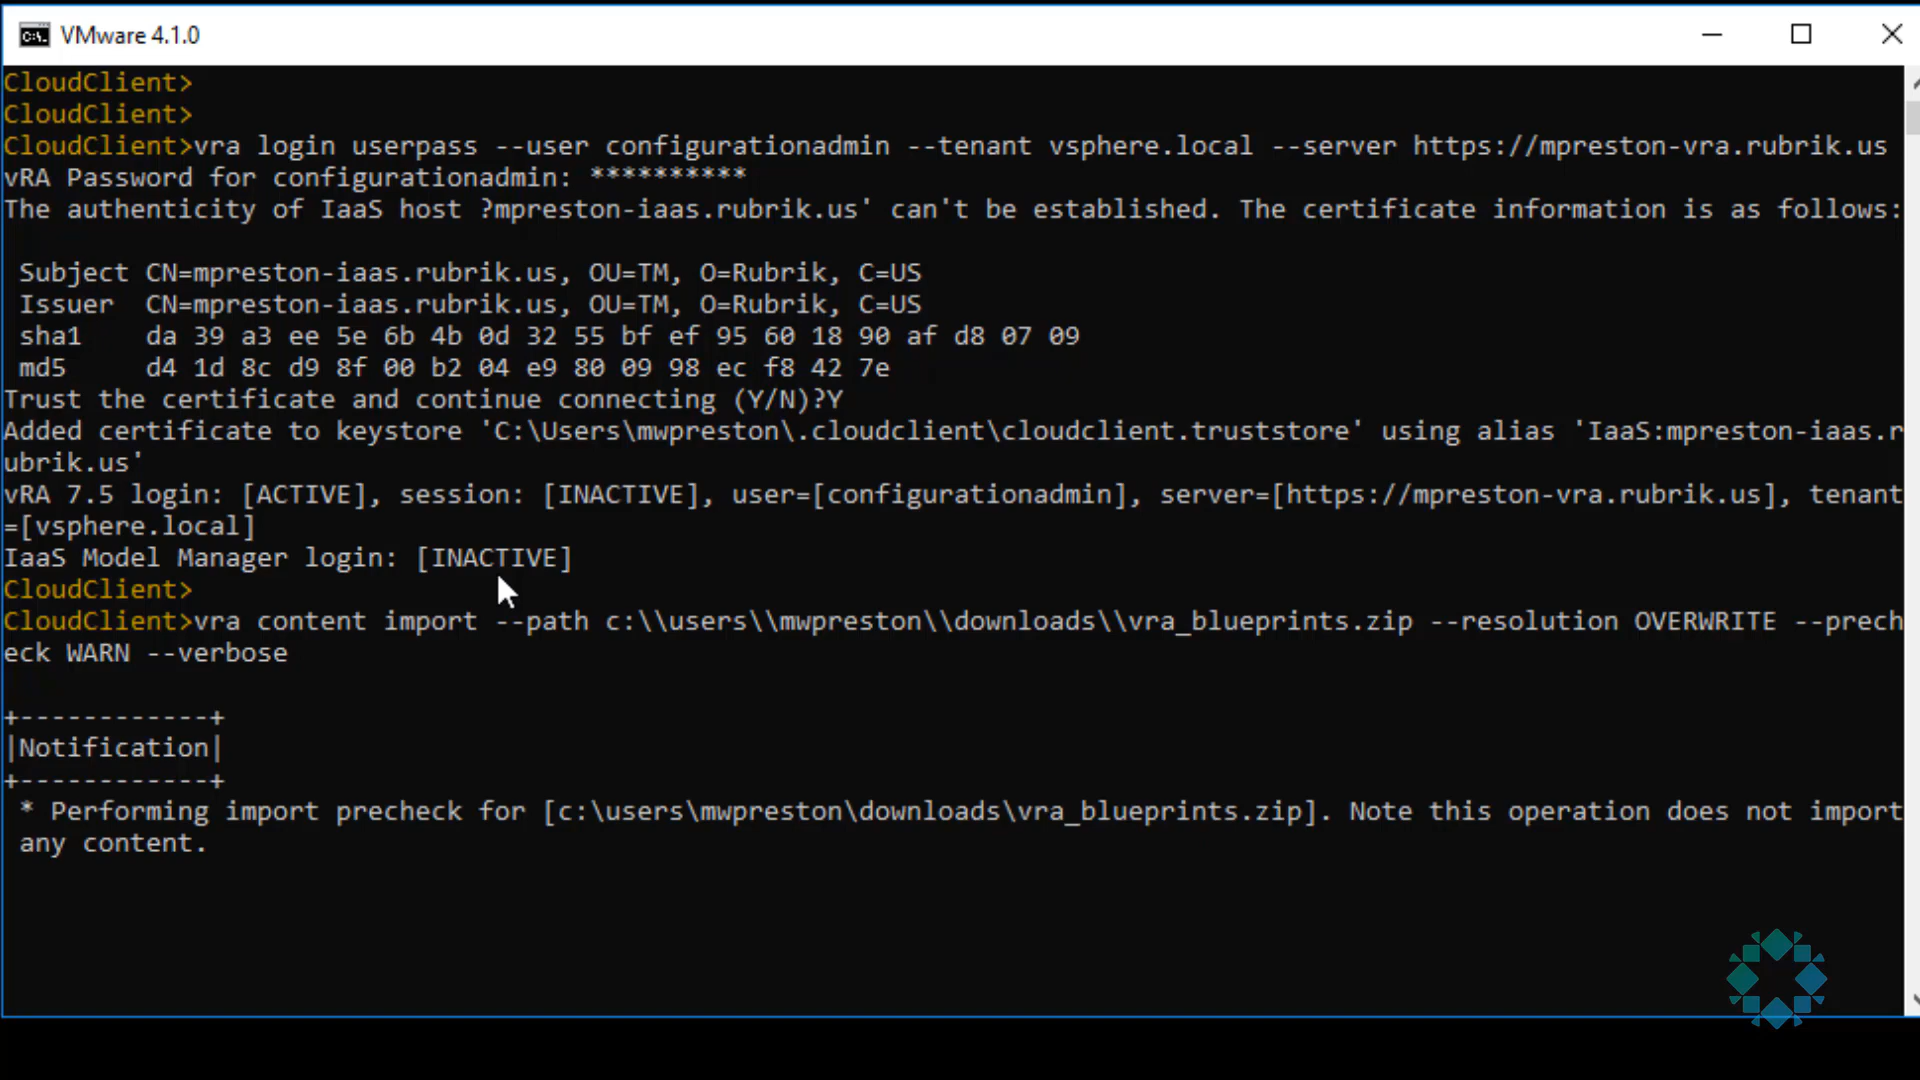 VMware 4.1.0
CloudClient>
CloudClient>
CloudClient>vra login userpass --user configurationadmin --tenant vsphere.local --server https://mpreston-vra.rubrik.us
vRA Password for configurationadmin: **********
The authenticity of IaaS host ?mpreston-iaas.rubrik.us' can't be established. The certificate information is as follows:
Subject CN=mpreston-iaas.rubrik.us, OU=TM, O=Rubrik, C=US
Issuer  CN=mpreston-iaas.rubrik.us, OU=TM, O=Rubrik, C=US
sha1    da 39 a3 ee 5e 6b 4b 0d 32 55 bf ef 95 60 18 90 af d8 07 09
md5     d4 1d 8c d9 8f 00 b2 04 e9 80 09 98 ec f8 42 7e
Trust the certificate and continue connecting (Y/N)?Y
Added certificate to keystore 'C:\Users\mwpreston\.cloudclient\cloudclient.truststore' using alias 'IaaS:mpreston-iaas.r
ubrik.us'
vRA 7.5 login: [ACTIVE], session: [INACTIVE], user=[configurationadmin], server=[https://mpreston-vra.rubrik.us], tenant
=[vsphere.local]
IaaS Model Manager login: [INACTIVE]
CloudClient>
CloudClient>vra content import --path c:\\users\\mwpreston\\downloads\\vra_blueprints.zip --resolution OVERWRITE --prech
eck WARN --verbose
+------------+
|Notification|
+------------+
* Performing import precheck for [c:\users\mwpreston\downloads\vra_blueprints.zip]. Note this operation does not import
any content.